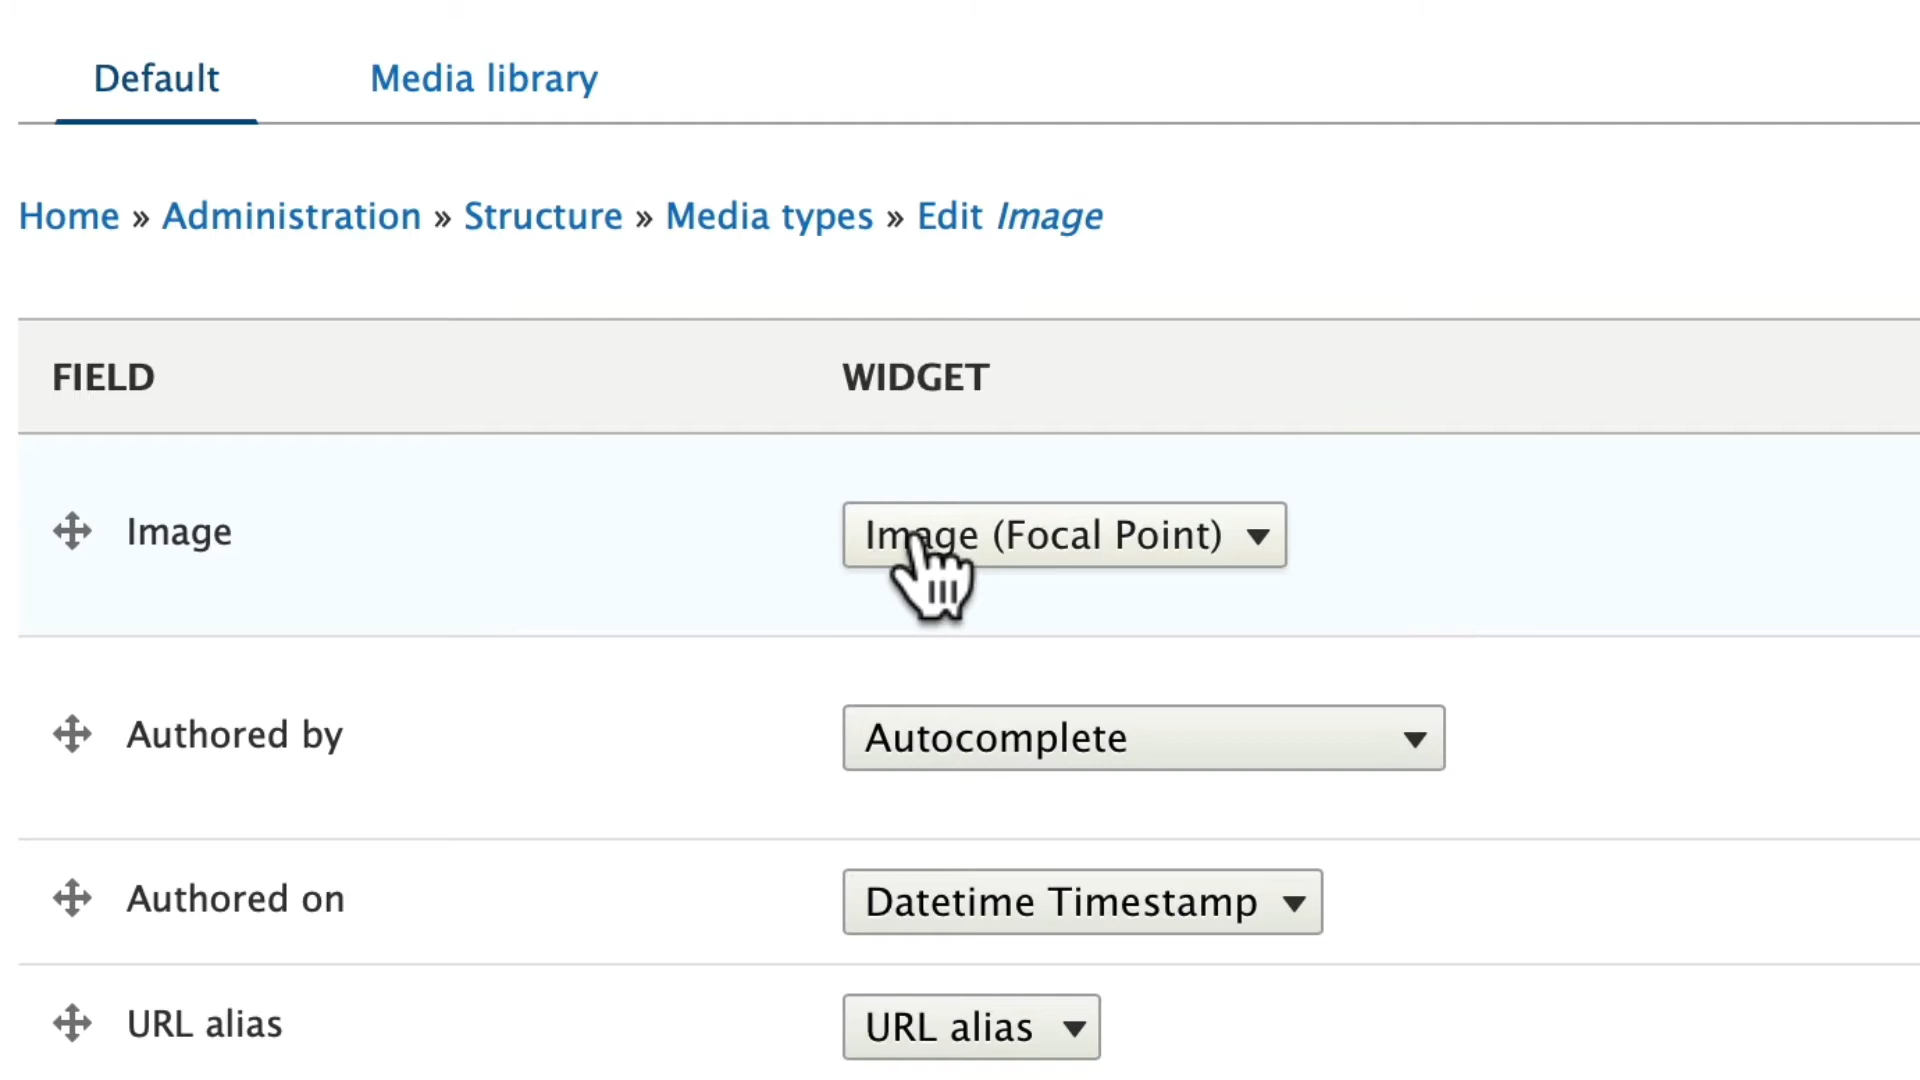 Default Media library
Home » Administration » Structure » Media types » Edit Image
FIELD WIDGET
Image Image (Focal Point)
Authored by Autocomplete
Authored on Datetime Timestamp
URL alias URL alias